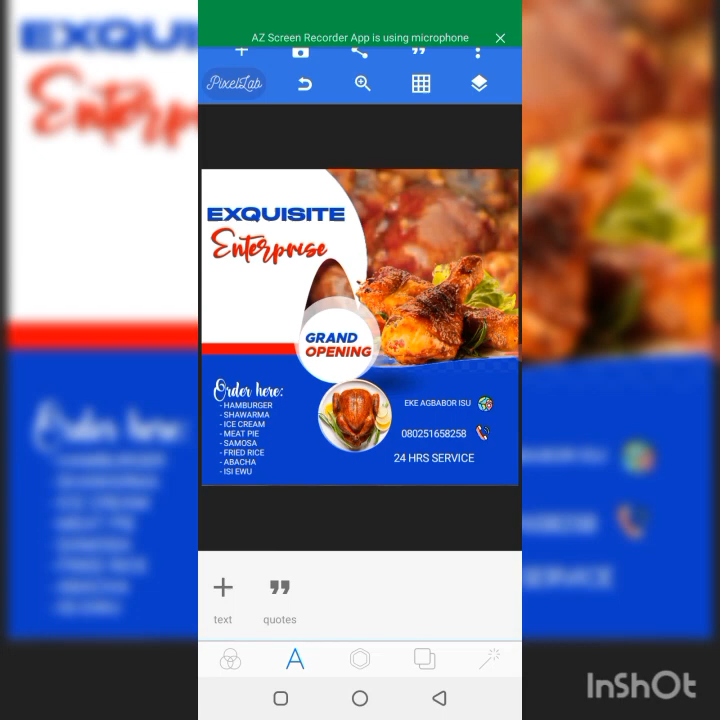 AZ Screen Recorder App is using microphone
PixelLab
EXQUISITE
Enterprise
GRAND
OPENING
Order here:
- HAMBURGER
- SHAWARMA
- ICE CREAM
- MEAT PIE
- SAMOSA
- FRIED RICE
- ABACHA
- ISI EWU
EKE AGBABOR ISU
080251658258
24 HRS SERVICE
text
quotes
InShOt